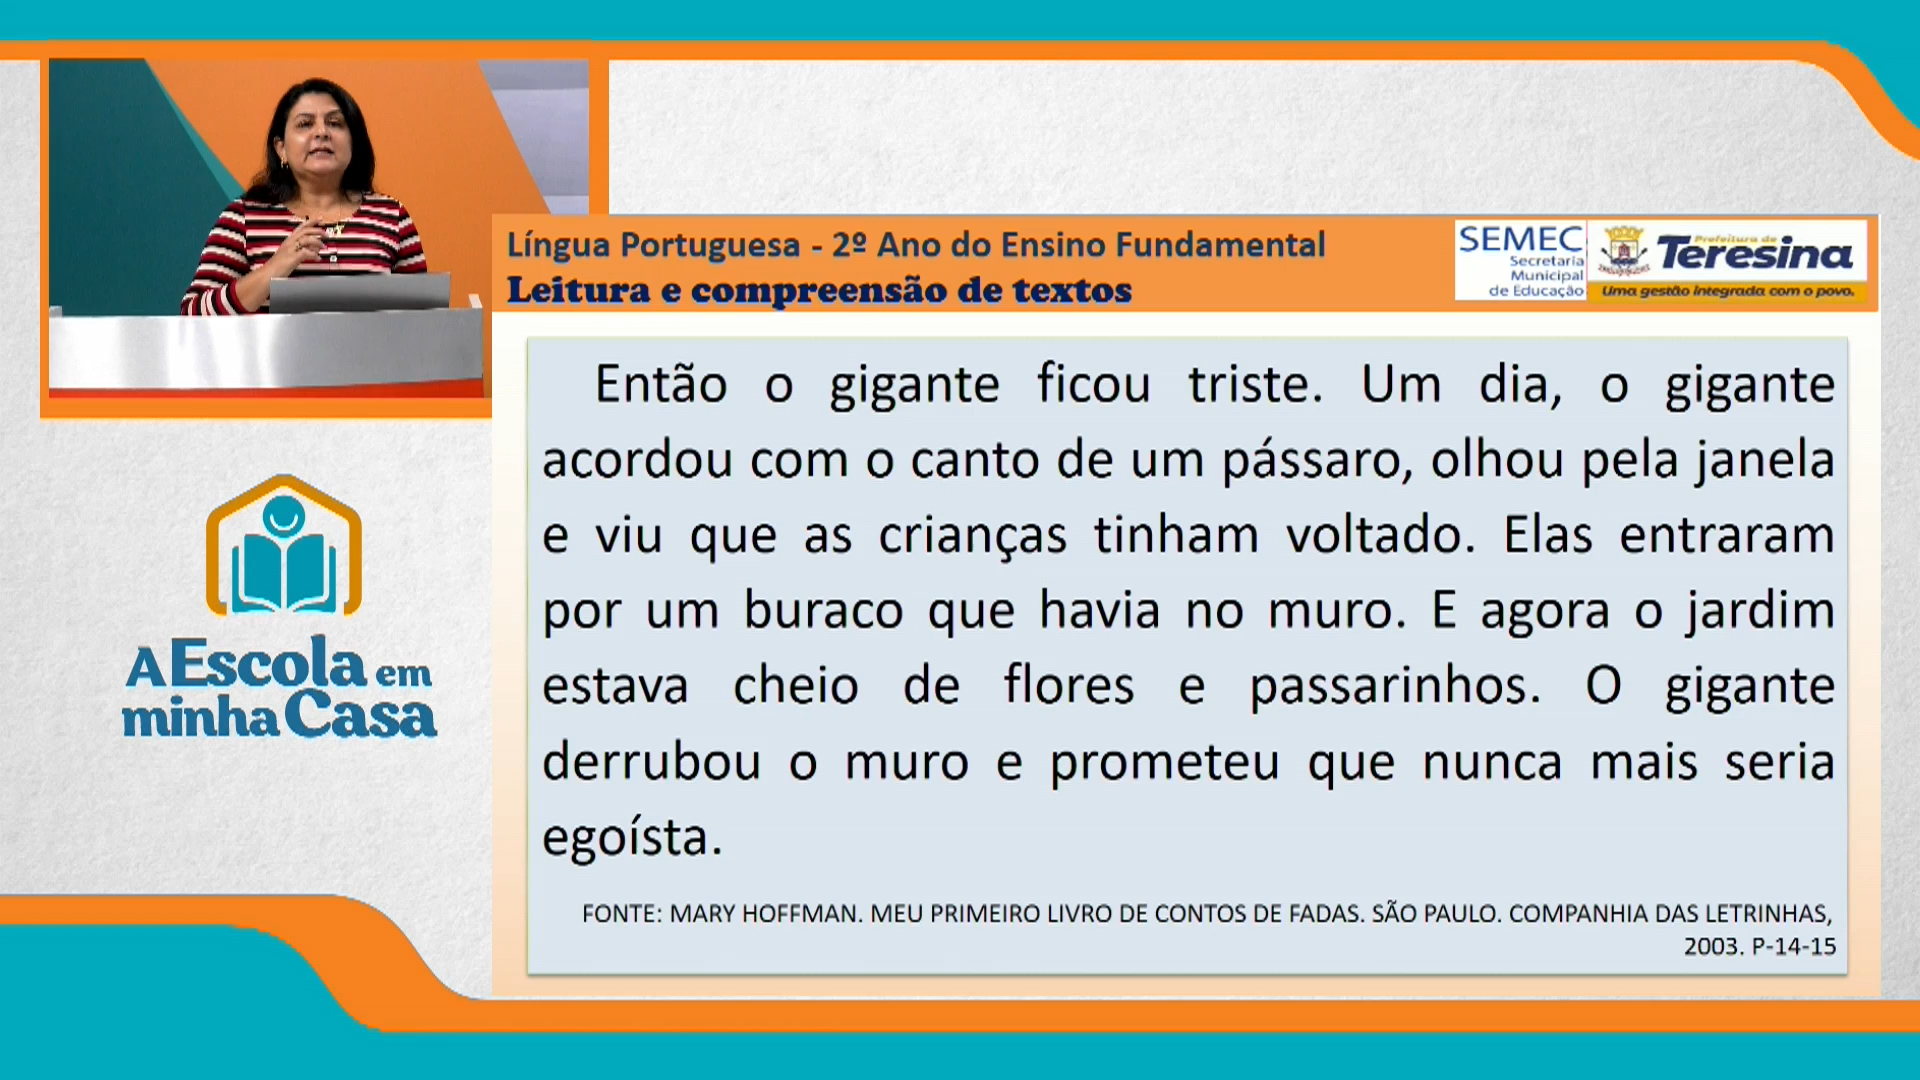 Língua Portuguesa - 2º Ano do Ensino Fundamental
Leitura e compreensão de textos
SEMEC
Secretaria
Municipal
de Educação
Prefeitura de
Teresina
Uma gestão integrada com o povo.
Então o gigante ficou triste. Um dia, o gigante
acordou com o canto de um pássaro, olhou pela janela
e viu que as crianças tinham voltado. Elas entraram
por um buraco que havia no muro. E agora o jardim
estava cheio de flores e passarinhos. O gigante
derrubou o muro e prometeu que nunca mais seria
egoísta.
FONTE: MARY HOFFMAN. MEU PRIMEIRO LIVRO DE CONTOS DE FADAS. SÃO PAULO. COMPANHIA DAS LETRINHAS,
2003. P-14-15
A Escola em
minha Casa